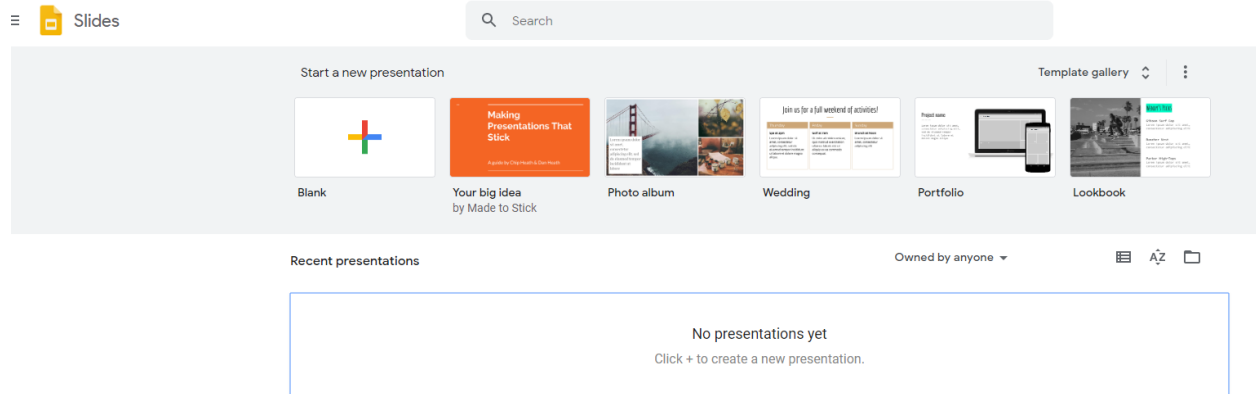 Slides
Search
Start a new presentation
Template gallery
Making
Presentations That
Stick
A guide by Chip Heath & Dan Heath
Join us for a full weekend of activities!
Project name
Blank
Your big idea
by Made to Stick
Photo album
Wedding
Portfolio
Lookbook
Recent presentations
Owned by anyone
AZ
No presentations yet
Click + to create a new presentation.